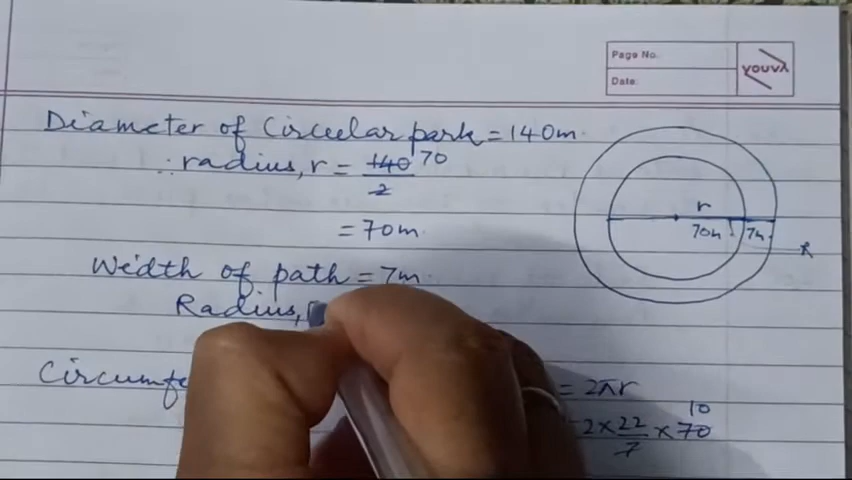 Page No.
Date:
YOUVA
Diameter of Circular park = 140m.
∴ radius, r = 140 70
2
= 70m.
r
70m 7m
R
Width of path = 7m.
Radius,
Circumfe
= 2πr
10
2 × 22 × 70
7